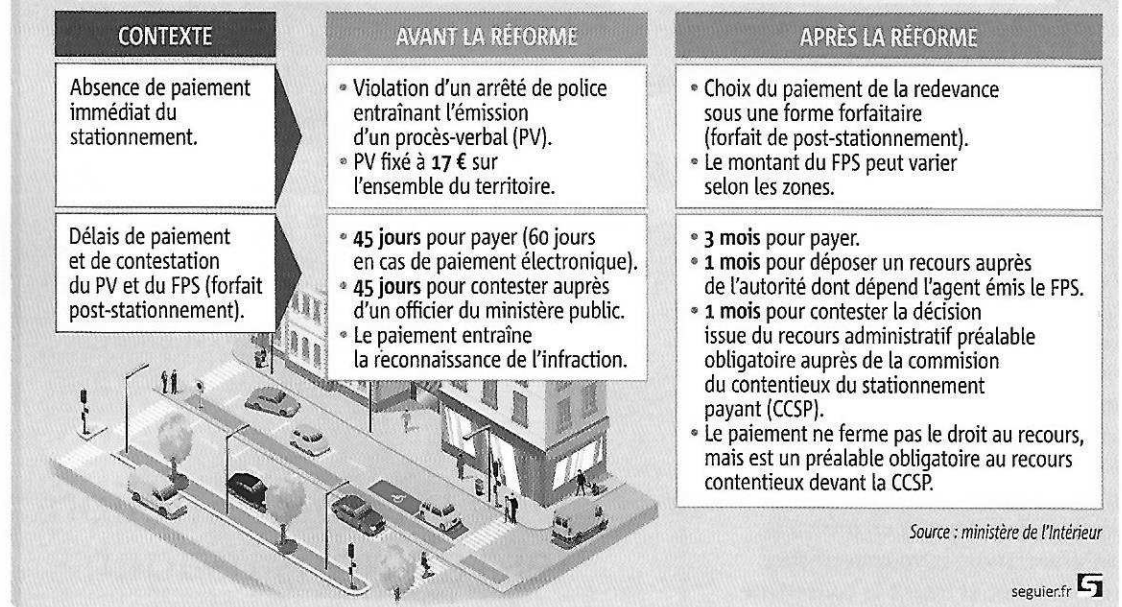 CONTEXTE
AVANT LA RÉFORME
APRÈS LA RÉFORME
Absence de paiement
immédiat du
stationnement.
• Violation d'un arrêté de police
entraînant l'émission
d'un procès-verbal (PV).
• PV fixé à 17 € sur
l'ensemble du territoire.
• Choix du paiement de la redevance
sous une forme forfaitaire
(forfait de post-stationnement).
• Le montant du FPS peut varier
selon les zones.
Délais de paiement
et de contestation
du PV et du FPS (forfait
post-stationnement).
• 45 jours pour payer (60 jours
en cas de paiement électronique).
• 45 jours pour contester auprès
d'un officier du ministère public.
• Le paiement entraîne
la reconnaissance de l'infraction.
• 3 mois pour payer.
• 1 mois pour déposer un recours auprès
de l'autorité dont dépend l'agent émis le FPS.
• 1 mois pour contester la décision
issue du recours administratif préalable
obligatoire auprès de la commision
du contentieux du stationnement
payant (CCSP).
• Le paiement ne ferme pas le droit au recours,
mais est un préalable obligatoire au recours
contentieux devant la CCSP.
Source : ministère de l'Intérieur
seguier.fr